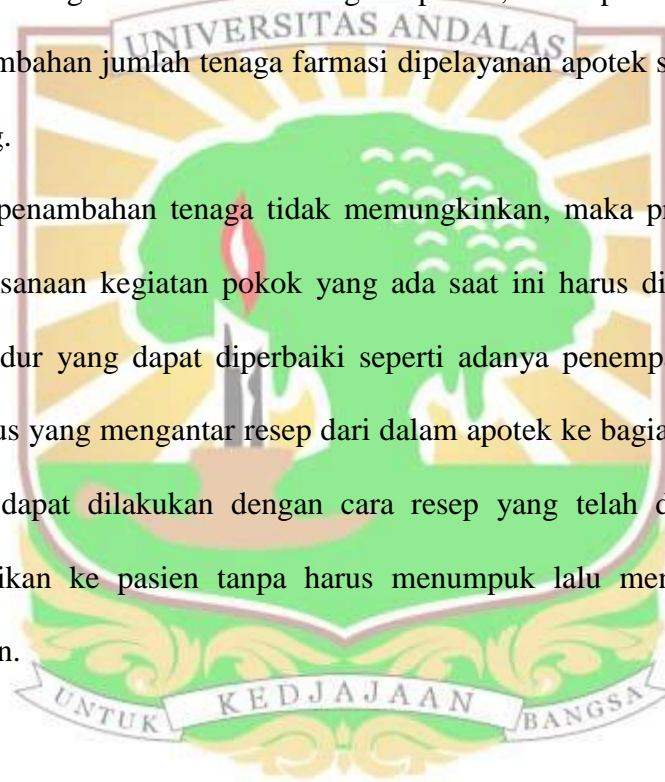 UNIVERSITAS ANDALAS
mbahan jumlah tenaga farmasi dipelayanan apotek s
g.
penambahan tenaga tidak memungkinkan, maka pr
sanaan kegiatan pokok yang ada saat ini harus di
dur yang dapat diperbaiki seperti adanya penemp
us yang mengantar resep dari dalam apotek ke bagia
dapat dilakukan dengan cara resep yang telah d
ikan ke pasien tanpa harus menumpuk lalu mer
n.
UNTUK KEDJAJAAN BANGSA